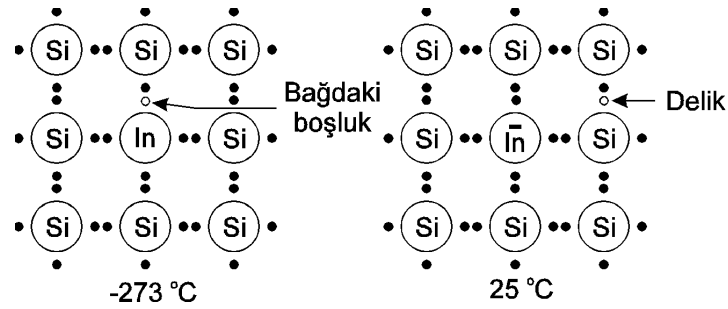 Si Si Si Si Si Si
Bağdaki
boşluk
Delik
Si In Si Si In⁻ Si
Si Si Si Si Si Si
-273 °C
25 °C